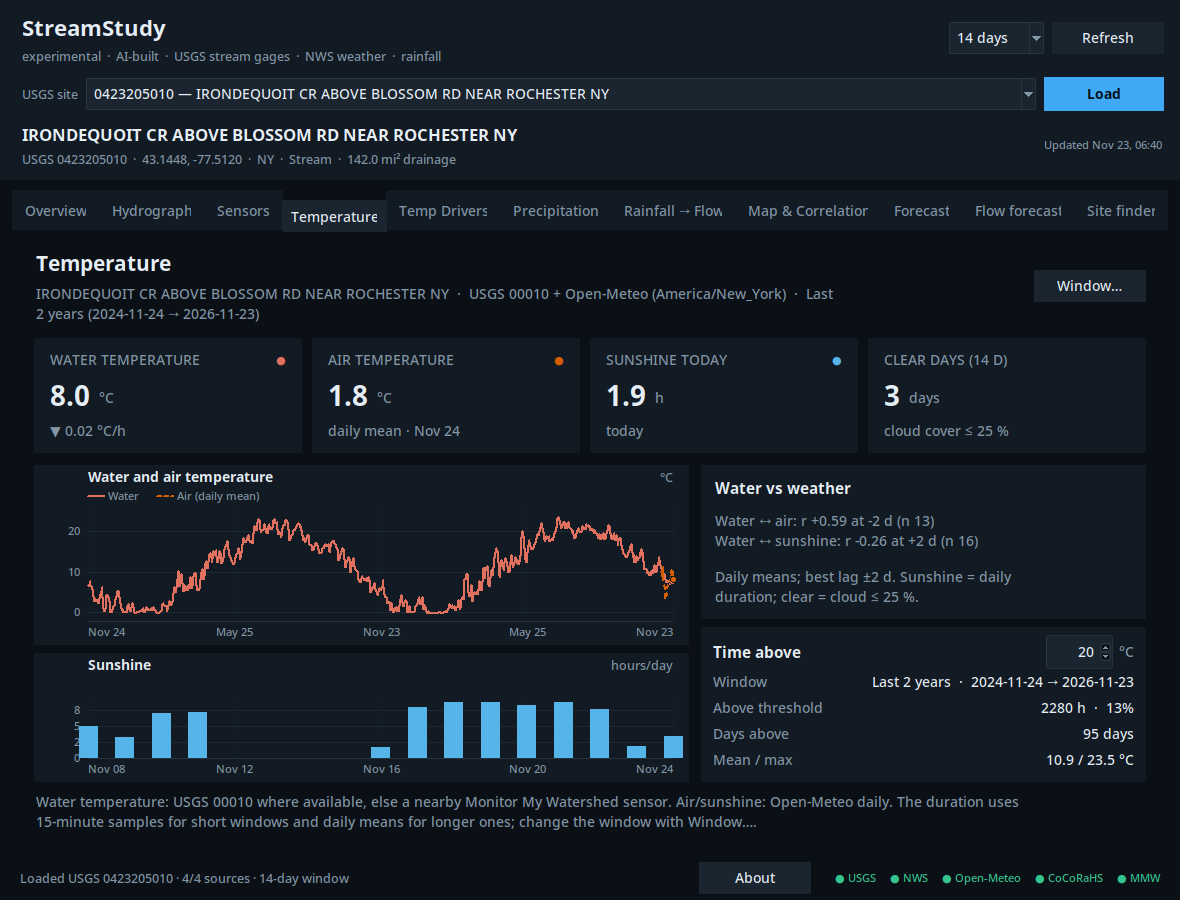 StreamStudy
experimental · AI-built · USGS stream gages · NWS weather · rainfall
14 days
Refresh
USGS site
0423205010 — IRONDEQUOIT CR ABOVE BLOSSOM RD NEAR ROCHESTER NY
Load
IRONDEQUOIT CR ABOVE BLOSSOM RD NEAR ROCHESTER NY
USGS 0423205010 · 43.1448, -77.5120 · NY · Stream · 142.0 mi² drainage
Updated Nov 23, 06:40
Overview Hydrograph Sensors Temperature Temp Drivers Precipitation Rainfall → Flow Map & Correlation Forecast Flow forecast Site finder
Temperature
IRONDEQUOIT CR ABOVE BLOSSOM RD NEAR ROCHESTER NY · USGS 00010 + Open-Meteo (America/New_York) · Last
2 years (2024-11-24 → 2026-11-23)
Window...
WATER TEMPERATURE
8.0 °C
▼ 0.02 °C/h
AIR TEMPERATURE
1.8 °C
daily mean · Nov 24
SUNSHINE TODAY
1.9 h
today
CLEAR DAYS (14 D)
3 days
cloud cover ≤ 25 %
Water and air temperature
°C
Water Air (daily mean)
20
10
0
Nov 24 May 25 Nov 23 May 25 Nov 23
Sunshine
hours/day
8
5
2
0
Nov 08 Nov 12 Nov 16 Nov 20 Nov 24
Water vs weather
Water ↔ air: r +0.59 at -2 d (n 13)
Water ↔ sunshine: r -0.26 at +2 d (n 16)
Daily means; best lag ±2 d. Sunshine = daily
duration; clear = cloud ≤ 25 %.
Time above
20 °C
Window Last 2 years · 2024-11-24 → 2026-11-23
Above threshold 2280 h · 13%
Days above 95 days
Mean / max 10.9 / 23.5 °C
Water temperature: USGS 00010 where available, else a nearby Monitor My Watershed sensor. Air/sunshine: Open-Meteo daily. The duration uses
15-minute samples for short windows and daily means for longer ones; change the window with Window....
Loaded USGS 0423205010 · 4/4 sources · 14-day window
About
USGS NWS Open-Meteo CoCoRaHS MMW